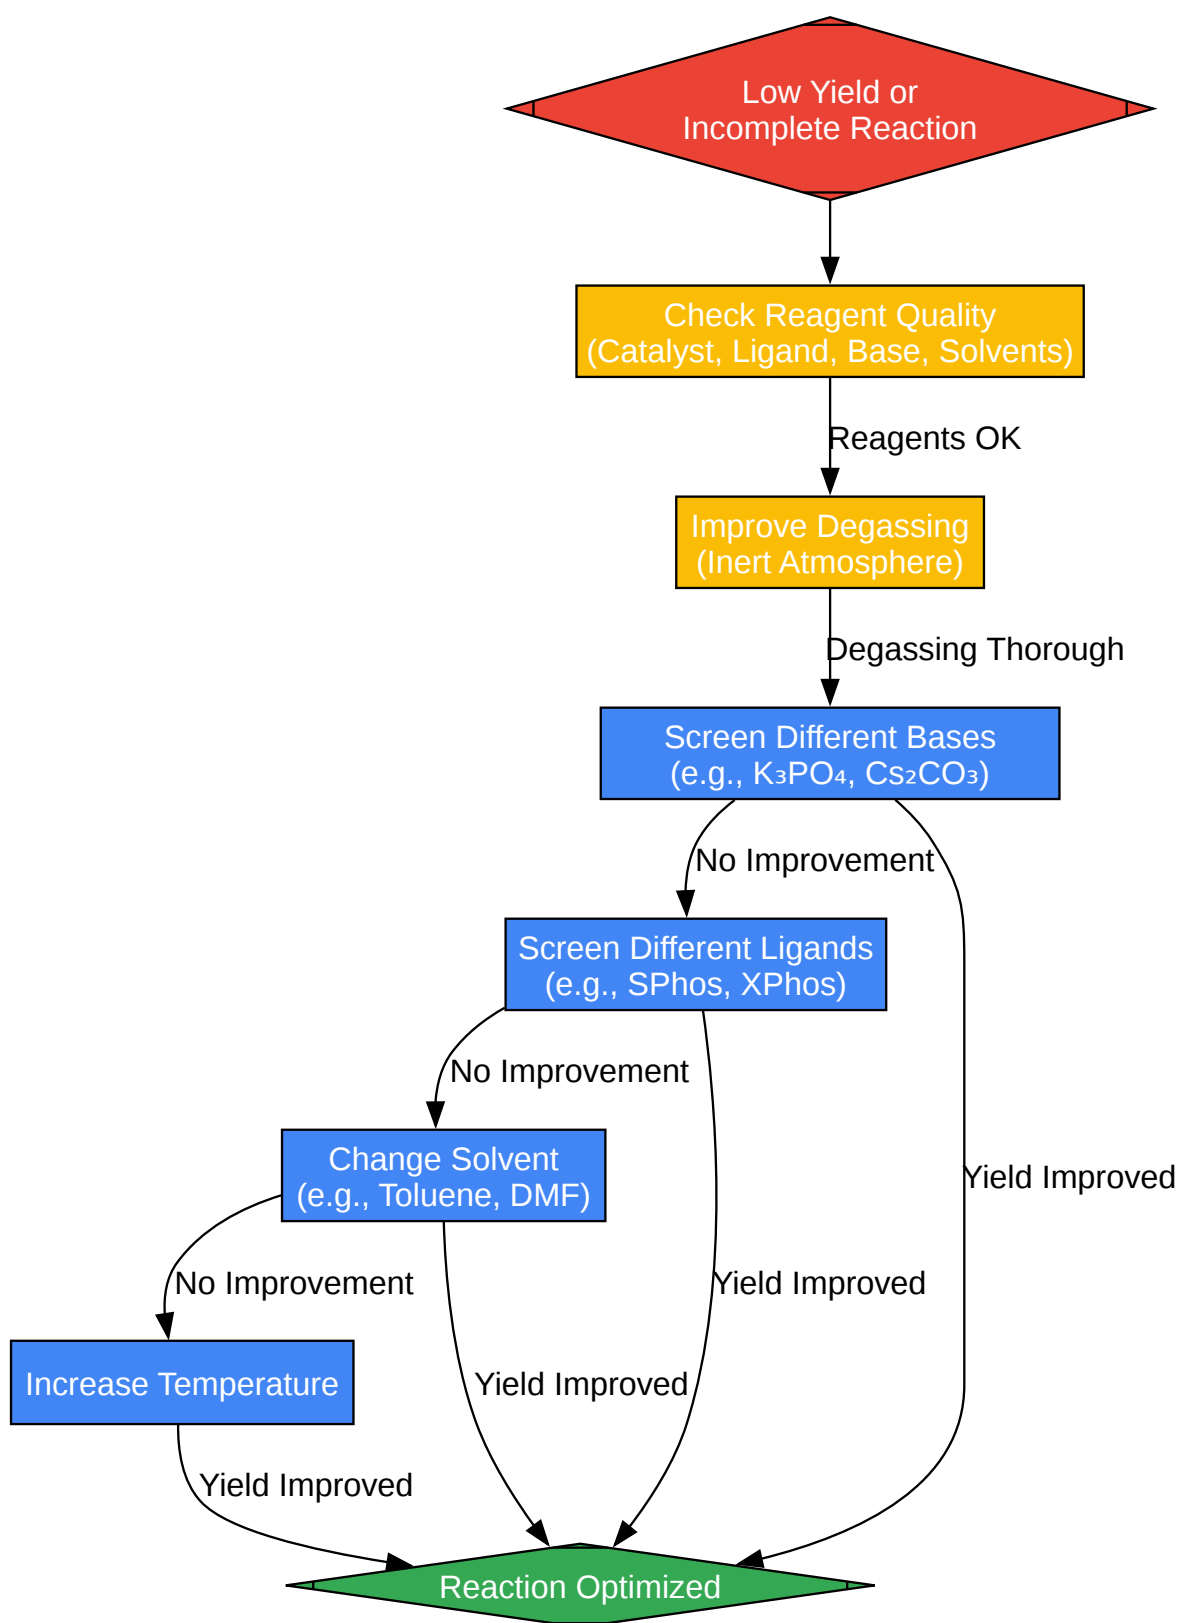 Low Yield or
Incomplete Reaction
Check Reagent Quality
(Catalyst, Ligand, Base, Solvents)
Reagents OK
Improve Degassing
(Inert Atmosphere)
Degassing Thorough
Screen Different Bases
(e.g., K₃PO₄, Cs₂CO₃)
No Improvement
Screen Different Ligands
(e.g., SPhos, XPhos)
No Improvement
Change Solvent
(e.g., Toluene, DMF)
Yield Improved
No Improvement
Yield Improved
Increase Temperature
Yield Improved
Yield Improved
Reaction Optimized